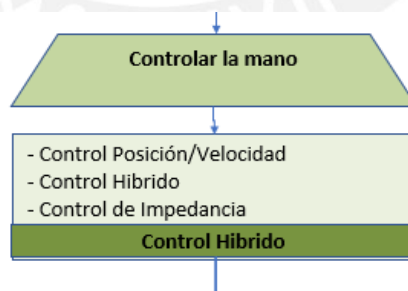 Controlar la mano
- Control Posición/Velocidad
- Control Hibrido
- Control de Impedancia
Control Hibrido